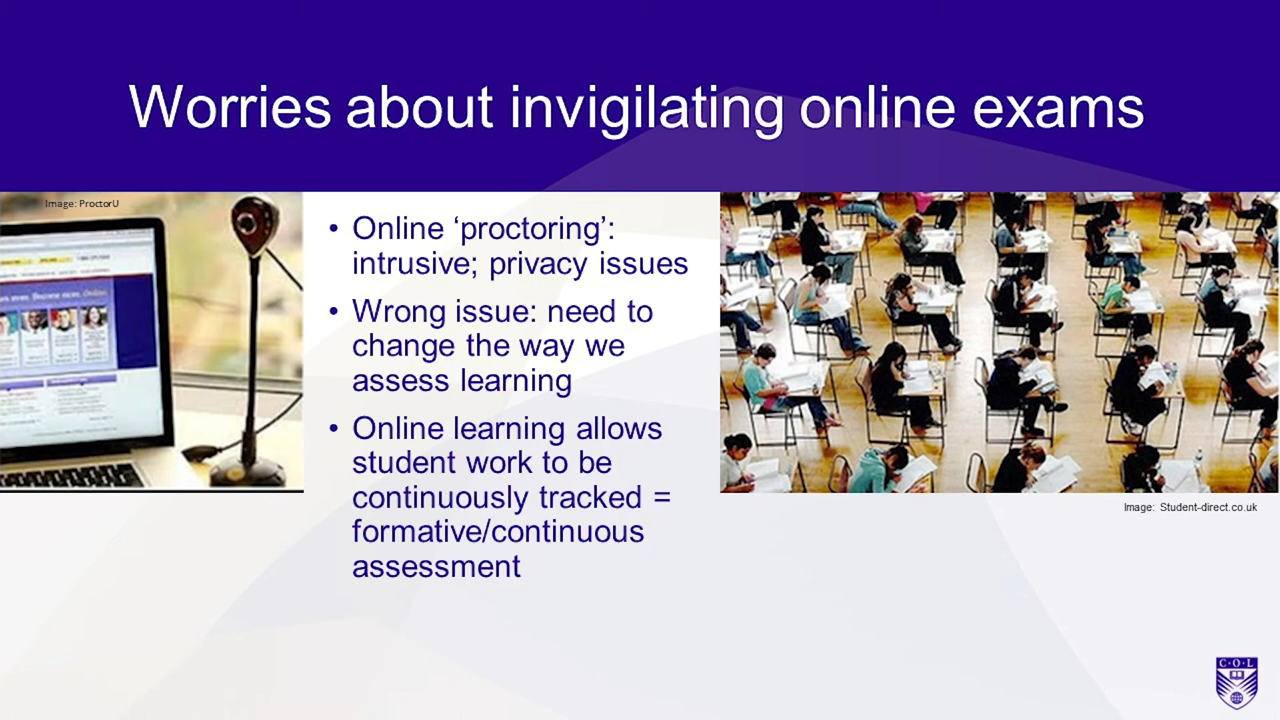 Worries about invigilating online exams
Image: ProctorU
• Online ‘proctoring’:
intrusive; privacy issues
• Wrong issue: need to
change the way we
assess learning
• Online learning allows
student work to be
continuously tracked =
formative/continuous
assessment
Image: Student-direct.co.uk
C·O·L